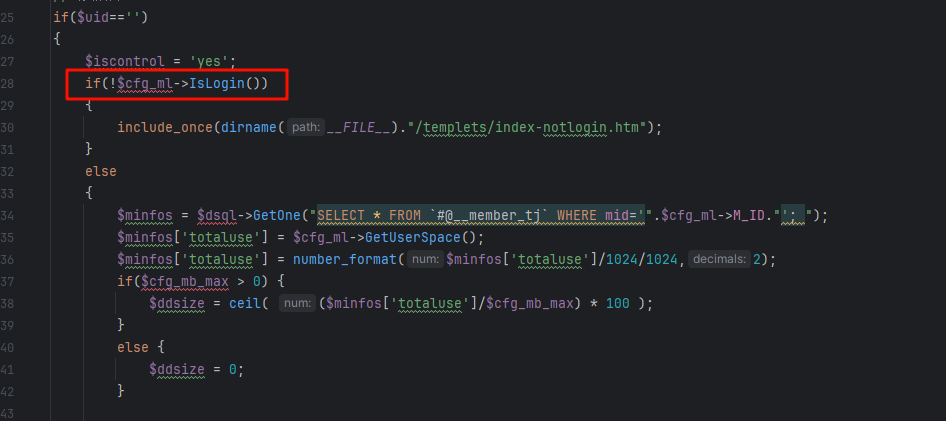 25 if($uid=='')
26 {
27 $iscontrol = 'yes';
28 if(!$cfg_ml->IsLogin())
29 {
30 include_once(dirname( path: __FILE__)."/templets/index-notlogin.htm");
31 }
32 else
33 {
34 $minfos = $dsql->GetOne("SELECT * FROM `#@__member_tj` WHERE mid='".$cfg_ml->M_ID."'; ");
35 $minfos['totaluse'] = $cfg_ml->GetUserSpace();
36 $minfos['totaluse'] = number_format( num: $minfos['totaluse']/1024/1024, decimals: 2);
37 if($cfg_mb_max > 0) {
38 $ddsize = ceil( num: ($minfos['totaluse']/$cfg_mb_max) * 100 );
39 }
40 else {
41 $ddsize = 0;
42 }
43